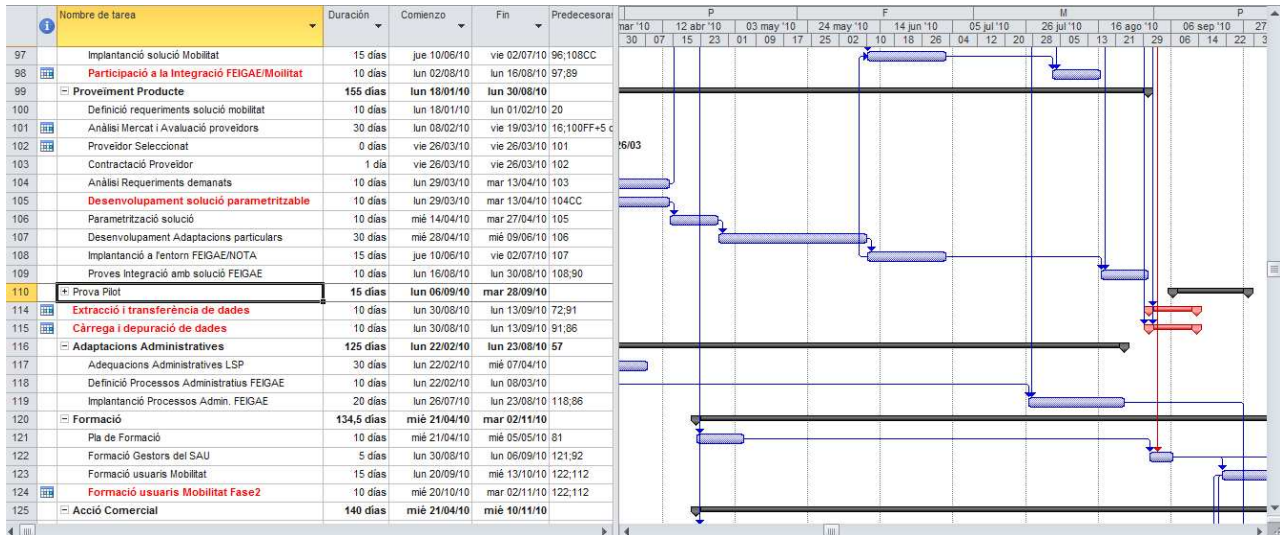 Nombre de tarea Duración Comienzo Fin Predecesora
P F M P
mar '10 12 abr '10 03 may '10 24 may '10 14 jun '10 05 jul '10 26 jul '10 16 ago '10 06 sep '10 27
30 07 15 23 01 09 17 25 02 10 18 26 04 12 20 28 05 13 21 29 06 14 22
97 Implantació solució Mobilitat 15 días jue 10/06/10 vie 02/07/10 96;108CC
98 Participació a la Integració FEIGAE/Moilitat 10 días lun 02/08/10 lun 16/08/10 97;89
99 Proveïment Producte 155 días lun 18/01/10 lun 30/08/10
100 Definició requeriments solució mobilitat 10 días lun 18/01/10 lun 01/02/10 20
101 Anàlisi Mercat i Avaluació proveïdors 30 días lun 08/02/10 vie 19/03/10 16;100FF+5
102 Proveïdor Seleccionat 0 días vie 26/03/10 vie 26/03/10 101 26/03
103 Contractació Proveïdor 1 día vie 26/03/10 vie 26/03/10 102
104 Anàlisi Requeriments demanats 10 días lun 29/03/10 mar 13/04/10 103
105 Desenvolupament solució parametritzable 10 días lun 29/03/10 mar 13/04/10 104CC
106 Parametrització solució 10 días mié 14/04/10 mar 27/04/10 105
107 Desenvolupament Adaptacions particulars 30 días mié 28/04/10 mié 09/06/10 106
108 Implantació a l'entorn FEIGAE/NOTA 15 días jue 10/06/10 vie 02/07/10 107
109 Proves Integració amb solució FEIGAE 10 días lun 16/08/10 lun 30/08/10 108;90
110 Prova Pilot 15 días lun 06/09/10 mar 28/09/10
114 Extracció i transferència de dades 10 días lun 30/08/10 lun 13/09/10 72;91
115 Càrrega i depuració de dades 10 días lun 30/08/10 lun 13/09/10 91;86
116 Adaptacions Administratives 125 días lun 22/02/10 lun 23/08/10 57
117 Adequacions Administratives LSP 30 días lun 22/02/10 mié 07/04/10
118 Definició Processos Administratius FEIGAE 10 días lun 22/02/10 lun 08/03/10
119 Implantació Processos Admin. FEIGAE 20 días lun 26/07/10 lun 23/08/10 118;86
120 Formació 134,5 días mié 21/04/10 mar 02/11/10
121 Pla de Formació 10 días mié 21/04/10 mié 05/05/10 81
122 Formació Gestors del SAU 5 días lun 30/08/10 lun 06/09/10 121;92
123 Formació usuaris Mobilitat 15 días lun 20/09/10 mié 13/10/10 122;112
124 Formació usuaris Mobilitat Fase2 10 días mié 20/10/10 mar 02/11/10 122;112
125 Acció Comercial 140 días mié 21/04/10 mié 10/11/10